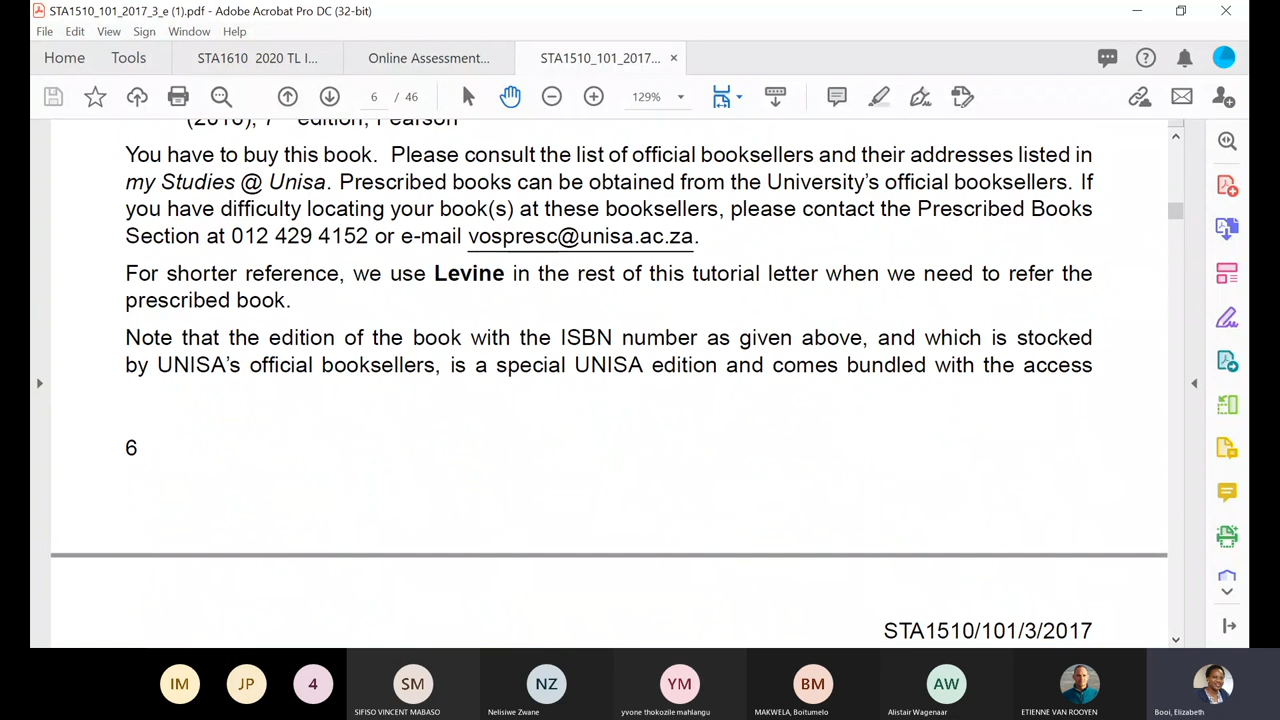 STA1510_101_2017_3_e (1).pdf - Adobe Acrobat Pro DC (32-bit)
File Edit View Sign Window Help
Home Tools STA1610 2020 TL I... Online Assessment... STA1510_101_2017... ×
6 / 46 129%
edition, Pearson
You have to buy this book. Please consult the list of official booksellers and their addresses listed in
my Studies @ Unisa. Prescribed books can be obtained from the University's official booksellers. If
you have difficulty locating your book(s) at these booksellers, please contact the Prescribed Books
Section at 012 429 4152 or e-mail vospresc@unisa.ac.za.
For shorter reference, we use Levine in the rest of this tutorial letter when we need to refer the
prescribed book.
Note that the edition of the book with the ISBN number as given above, and which is stocked
by UNISA's official booksellers, is a special UNISA edition and comes bundled with the access
6
STA1510/101/3/2017
IM JP 4 SM NZ YM BM AW
SIFISO VINCENT MABASO Nelisiwe Zwane yvone thokozile mahlangu MAKWELA, Boitumelo Alistair Wagenaar ETIENNE VAN ROOYEN Booi, Elizabeth